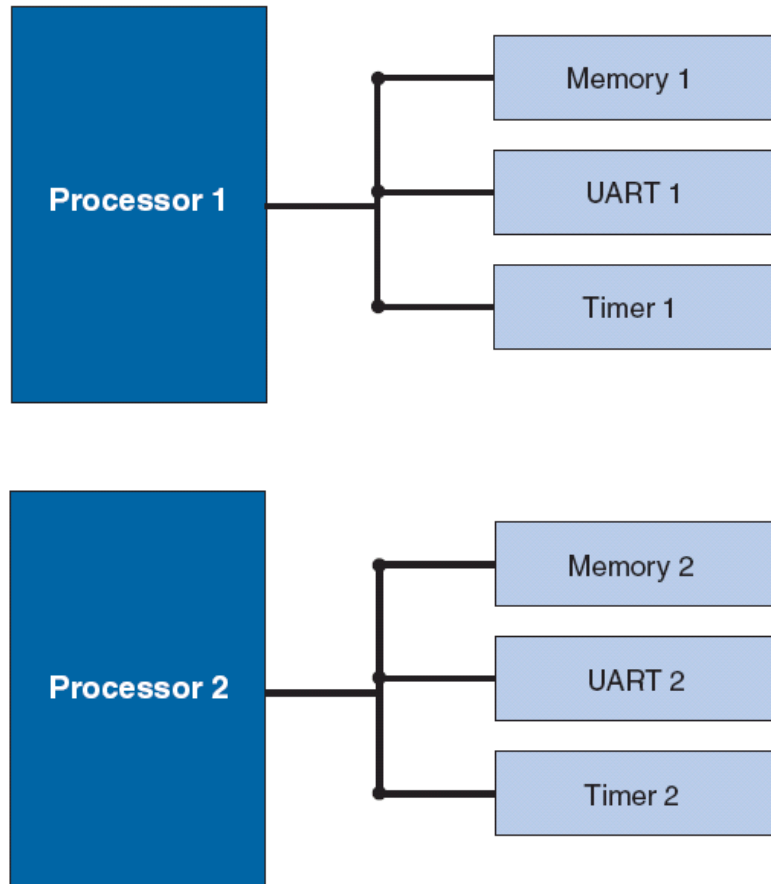 Processor 1
Memory 1
UART 1
Timer 1
Processor 2
Memory 2
UART 2
Timer 2